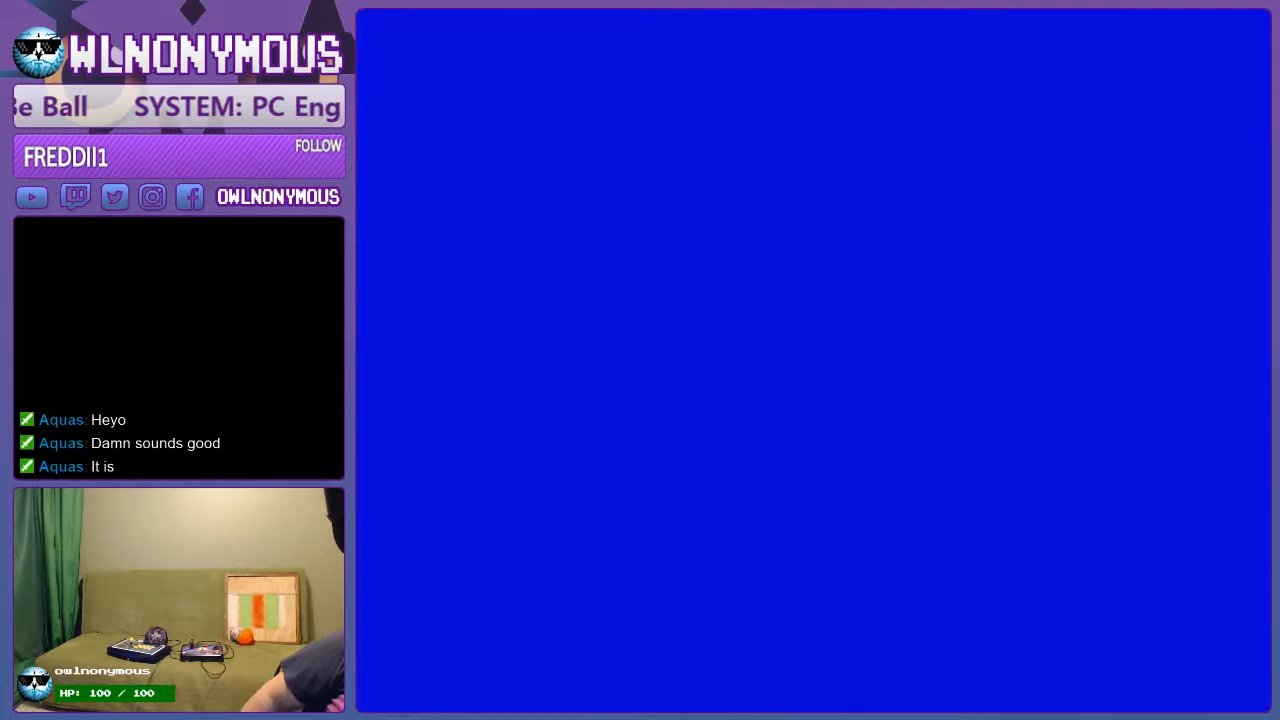 OWLNONYMOUS
Be Ball SYSTEM: PC Eng
FREDDII1
FOLLOW
OWLNONYMOUS
Aquas: Heyo
Aquas: Damn sounds good
Aquas: It is
owlnonymous
HP: 100 / 100